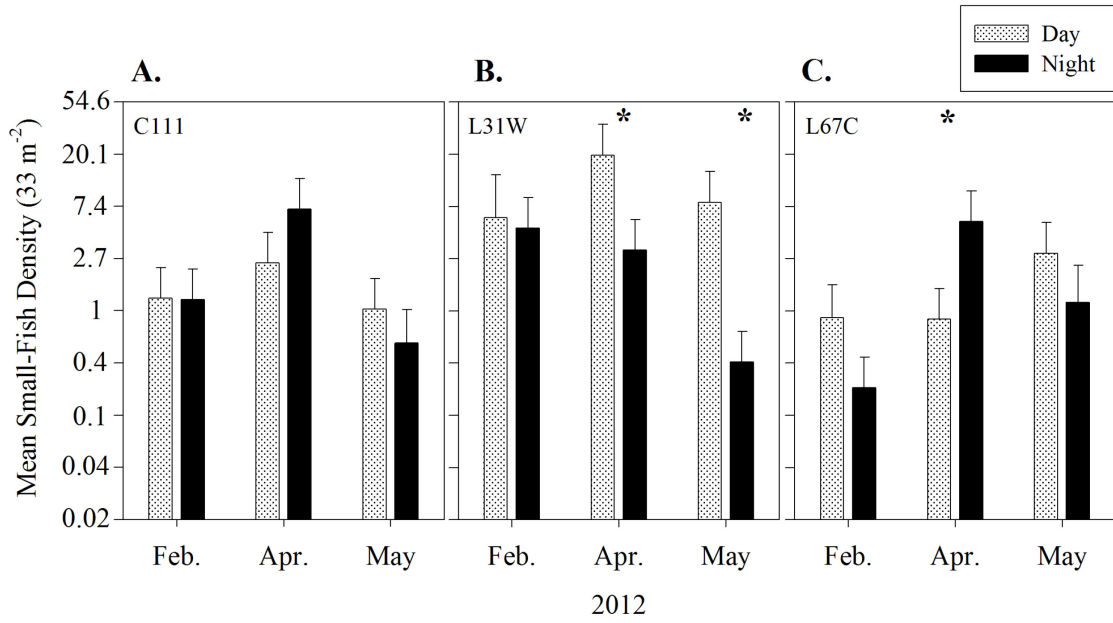 Day
Night
A.
B.
C.
C111
L31W
L67C
*
*
*
Mean Small-Fish Density (33 m-2)
54.6
20.1
7.4
2.7
1
0.4
0.1
0.04
0.02
Feb.
Apr.
May
Feb.
Apr.
May
Feb.
Apr.
May
2012